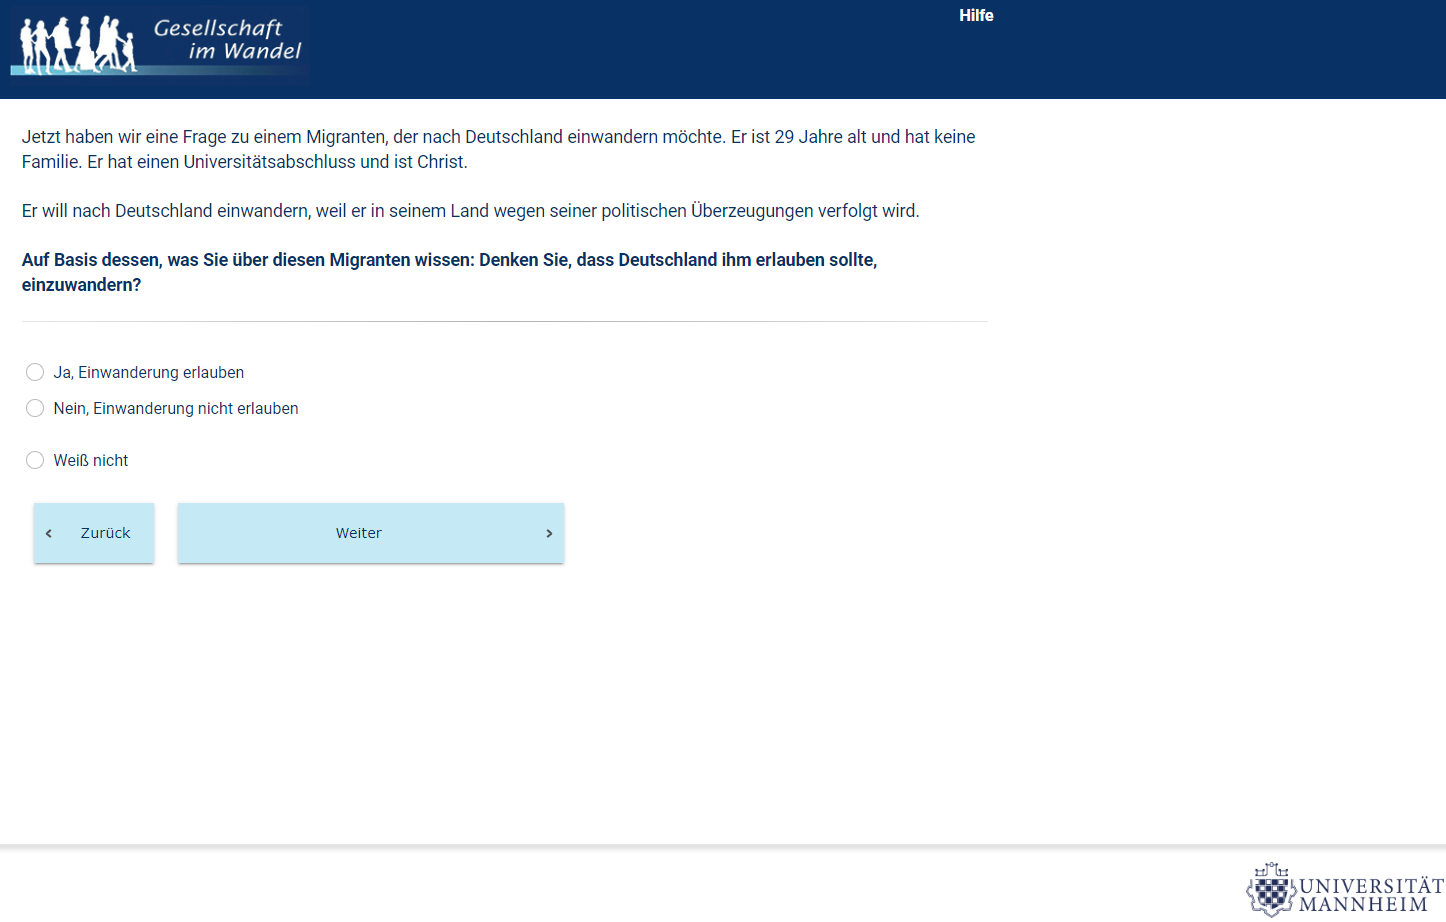 Gesellschaft
im Wandel
Hilfe
Jetzt haben wir eine Frage zu einem Migranten, der nach Deutschland einwandern möchte. Er ist 29 Jahre alt und hat keine
Familie. Er hat einen Universitätsabschluss und ist Christ.
Er will nach Deutschland einwandern, weil er in seinem Land wegen seiner politischen Überzeugungen verfolgt wird.
Auf Basis dessen, was Sie über diesen Migranten wissen: Denken Sie, dass Deutschland ihm erlauben sollte,
einzuwandern?
Ja, Einwanderung erlauben
Nein, Einwanderung nicht erlauben
Weiß nicht
Zurück
Weiter
UNIVERSITÄT
MANNHEIM